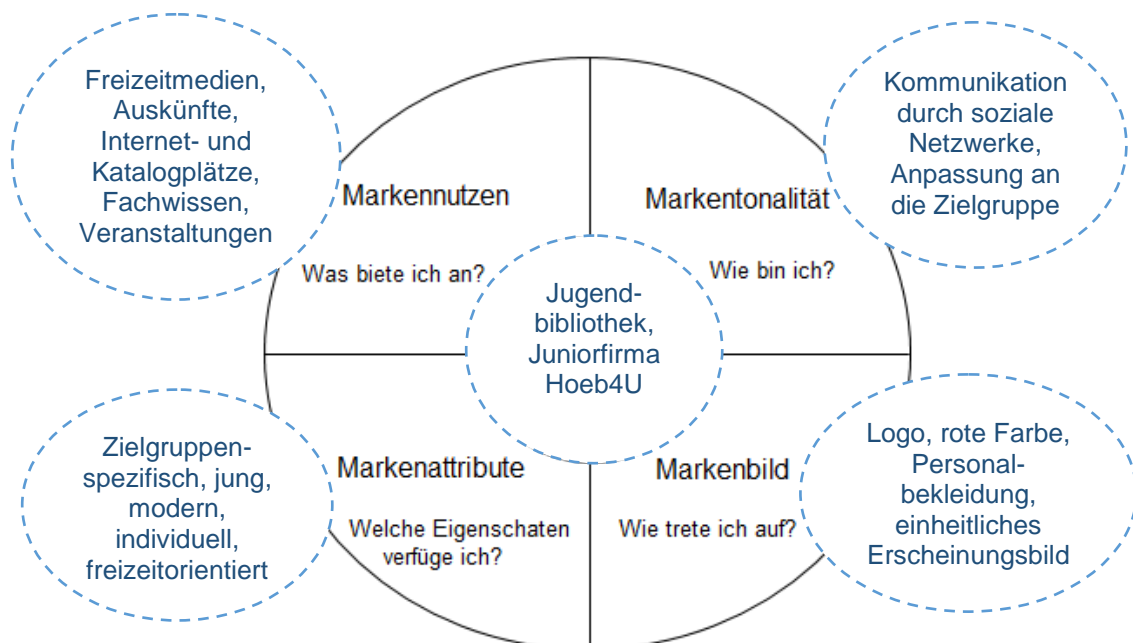 Freizeitmedien,
Auskünfte,
Internet- und
Katalogplätze,
Fachwissen,
Veranstaltungen
Markennutzen
Was biete ich an?
Kommunikation
durch soziale
Netzwerke,
Anpassung an
die Zielgruppe
Markentonalität
Wie bin ich?
Jugend-
bibliothek,
Juniorfirma
Hoeb4U
Zielgruppen-
spezifisch, jung,
modern,
individuell,
freizeitorientiert
Markenattribute
Welche Eigenschaten
verfüge ich?
Markenbild
Wie trete ich auf?
Logo, rote Farbe,
Personal-
bekleidung,
einheitliches
Erscheinungsbild